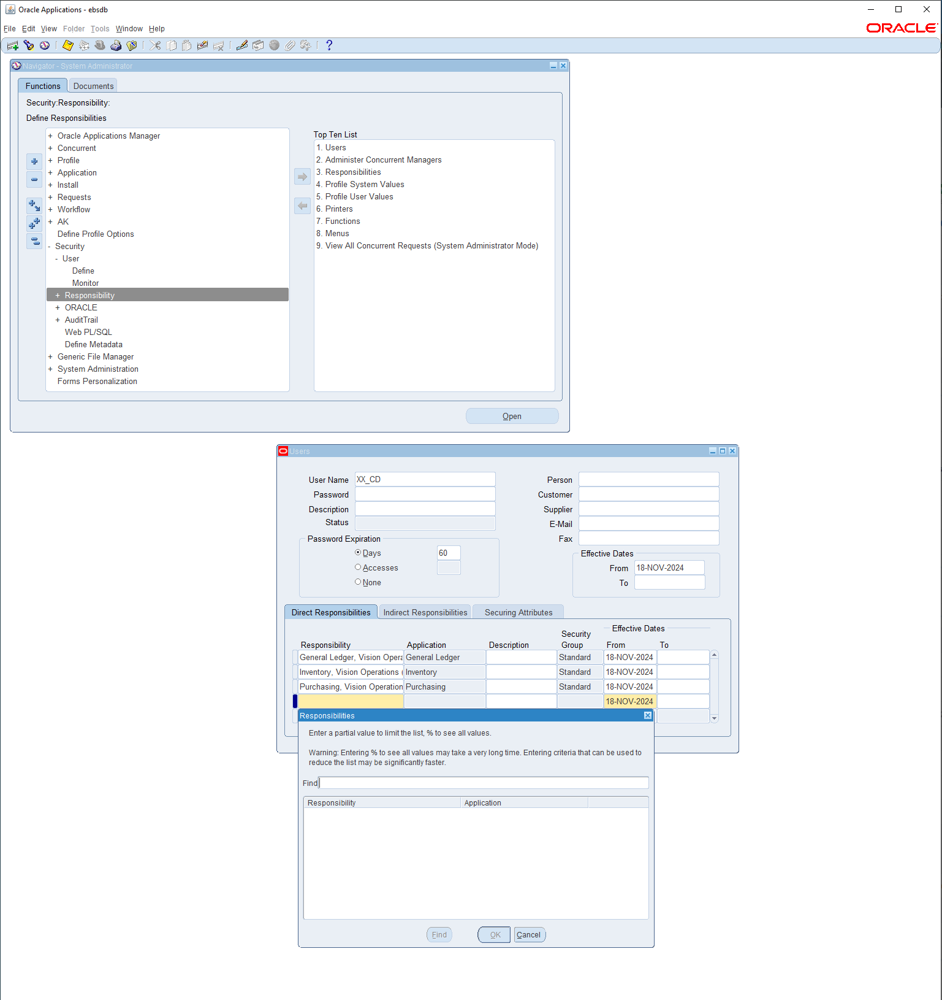 Oracle Applications - ebsdb
File Edit View Folder Tools Window Help
ORACLE
?
Navigator - System Administrator
Functions Documents
Security:Responsibility:
Define Responsibilities
+ Oracle Applications Manager
+ Concurrent
+ Profile
+ Application
+ Install
+ Requests
+ Workflow
+ AK
Define Profile Options
- Security
- User
Define
Monitor
+ Responsibility
+ ORACLE
+ AuditTrail
Web PL/SQL
Define Metadata
+ Generic File Manager
+ System Administration
Forms Personalization
Top Ten List
1. Users
2. Administer Concurrent Managers
3. Responsibilities
4. Profile System Values
5. Profile User Values
6. Printers
7. Functions
8. Menus
9. View All Concurrent Requests (System Administrator Mode)
Open
Users
User Name XX_CD
Password
Description
Status
Person
Customer
Supplier
E-Mail
Fax
Password Expiration
Days 60
Accesses
None
Effective Dates
From 18-NOV-2024
To
Direct Responsibilities Indirect Responsibilities Securing Attributes
Security Effective Dates
Responsibility Application Description Group From To
General Ledger, Vision Opera General Ledger Standard 18-NOV-2024
Inventory, Vision Operations ( Inventory Standard 18-NOV-2024
Purchasing, Vision Operation Purchasing Standard 18-NOV-2024
18-NOV-2024
Responsibilities
Enter a partial value to limit the list, % to see all values.
Warning: Entering % to see all values may take a very long time. Entering criteria that can be used to
reduce the list may be significantly faster.
Find
Responsibility Application
Find OK Cancel